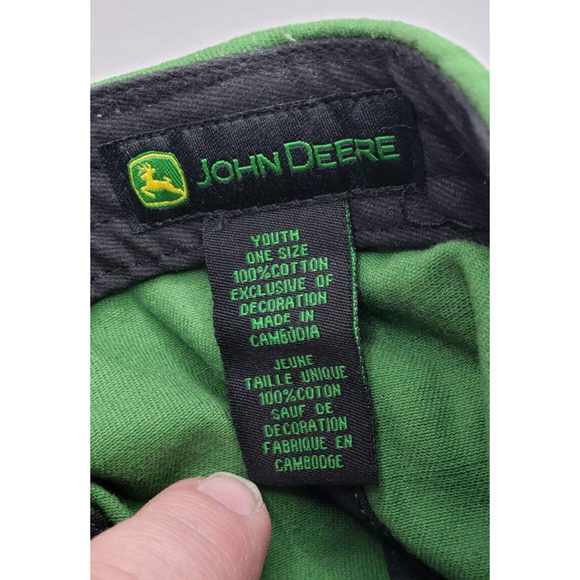 JOHN DEERE
YOUTH
ONE SIZE
100%COTTON
EXCLUSIVE OF
DECORATION
MADE IN
CAMBODIA
JEUNE
TAILLE UNIQUE
100%COTON
SAUF DE
DECORATION
FABRIQUE EN
CAMBODGE